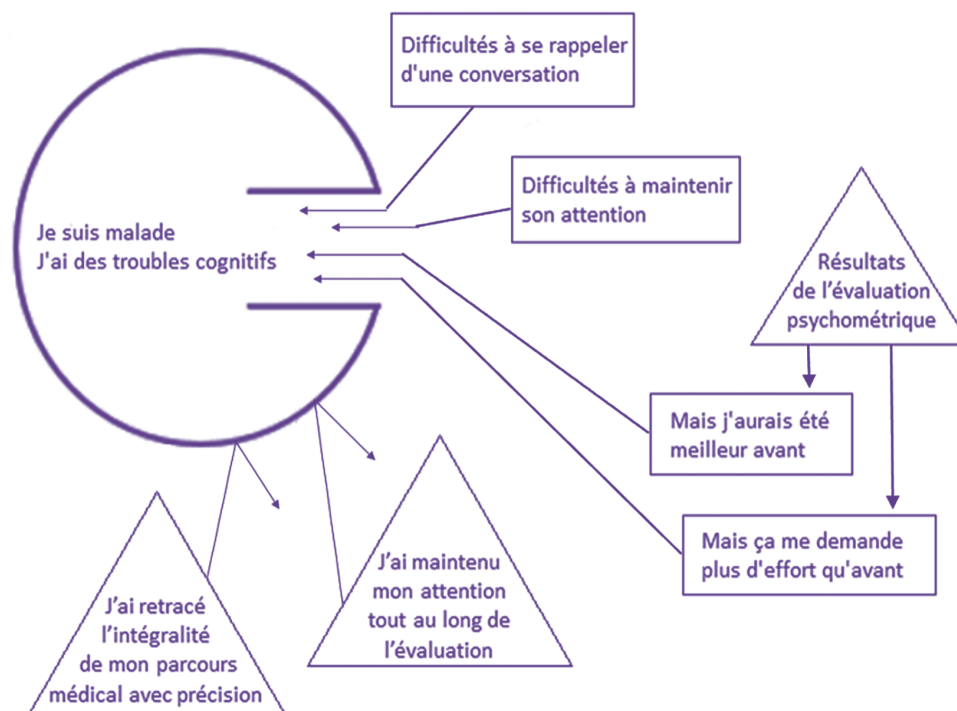 Difficultés à se rappeler
d'une conversation
Difficultés à maintenir
son attention
Je suis malade
J'ai des troubles cognitifs
Résultats
de l’évaluation
psychométrique
Mais j'aurais été
meilleur avant
Mais ça me demande
plus d'effort qu'avant
J’ai maintenu
mon attention
tout au long de
l’évaluation
J’ai retracé
l’intégralité
de mon parcours
médical avec précision